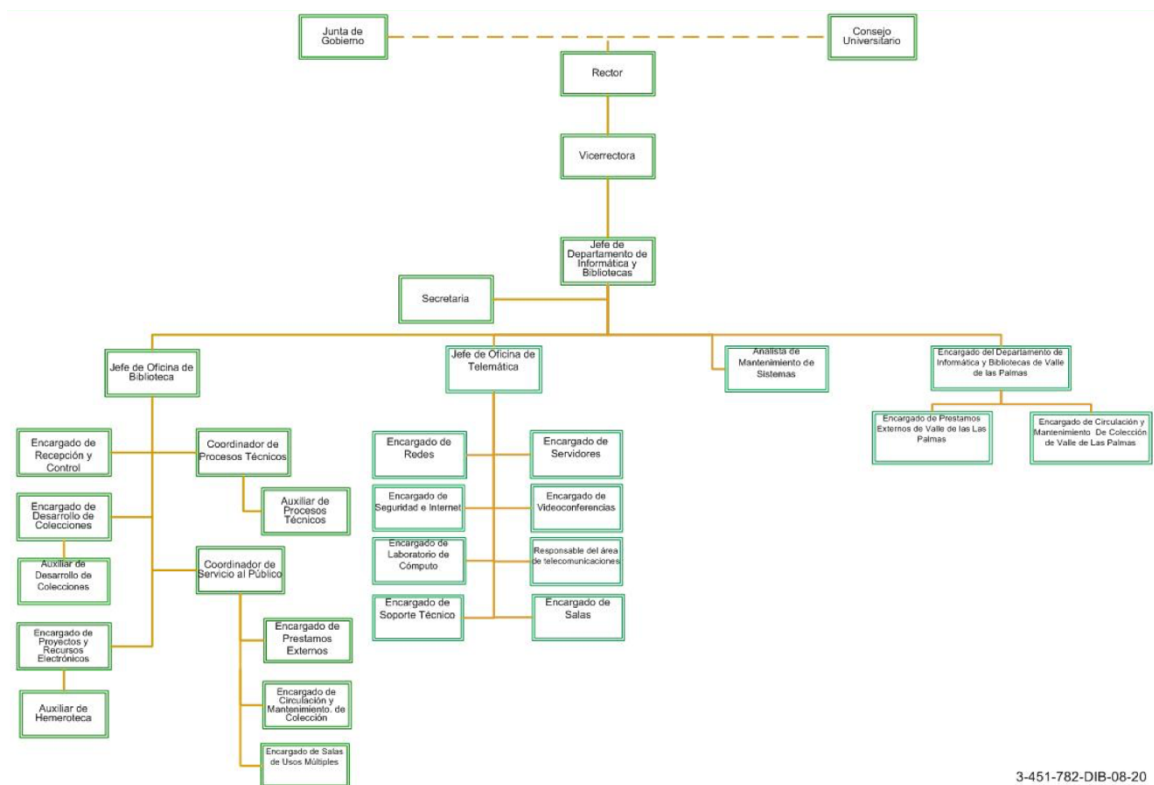 Junta de
Gobierno
Consejo
Universitario
Rector
Vicerrectora
Jefe de
Departamento de
Informática y
Bibliotecas
Secretaria
Jefe de Oficina de
Biblioteca
Jefe de Oficina de
Telemática
Analista de
Mantenimiento de
Sistemas
Encargado del Departamento de
Informática y Bibliotecas de Valle
de las Palmas
Encargado de Prestamos
Externos de Valle de las Las
Palmas
Encargado de Circulación y
Mantenimiento De Colección
de Valle de Las Palmas
Encargado de
Recepción y
Control
Coordinador de
Procesos Técnicos
Auxiliar de
Procesos
Técnicos
Encargado de
Desarrollo de
Colecciones
Auxiliar de
Desarrollo de
Colecciones
Coordinador de
Servicio al Público
Encargado de
Proyectos y
Recursos
Electrónicos
Auxiliar de
Hemeroteca
Encargado de
Prestamos
Externos
Encargado de
Circulación y
Mantenimiento. de
Colección
Encargado de Salas
de Usos Múltiples
Encargado de
Redes
Encargado de
Servidores
Encargado de
Seguridad e Internet
Encargado de
Videoconferencias
Encargado de
Laboratorio de
Cómputo
Responsable del área
de telecomunicaciones
Encargado de
Soporte Técnico
Encargado de
Salas
3-451-782-DIB-08-20